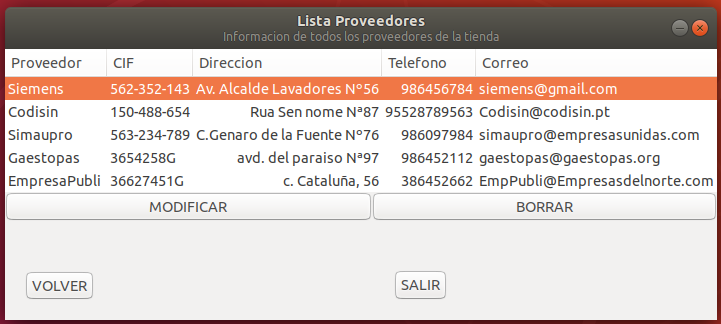 Lista Proveedores
Informacion de todos los proveedores de la tienda
Proveedor CIF Direccion Telefono Correo
Siemens 562-352-143 Av. Alcalde Lavadores Nº56 986456784 siemens@gmail.com
Codisin 150-488-654 Rua Sen nome Nª87 95528789563 Codisin@codisin.pt
Simaupro 563-234-789 C.Genaro de la Fuente Nº76 986097984 simaupro@empresasunidas.com
Gaestopas 3654258G avd. del paraiso Nª97 986452112 gaestopas@gaestopas.org
EmpresaPubli 36627451G c. Cataluña, 56 386452662 EmpPubli@Empresasdelnorte.com
MODIFICAR BORRAR
VOLVER SALIR